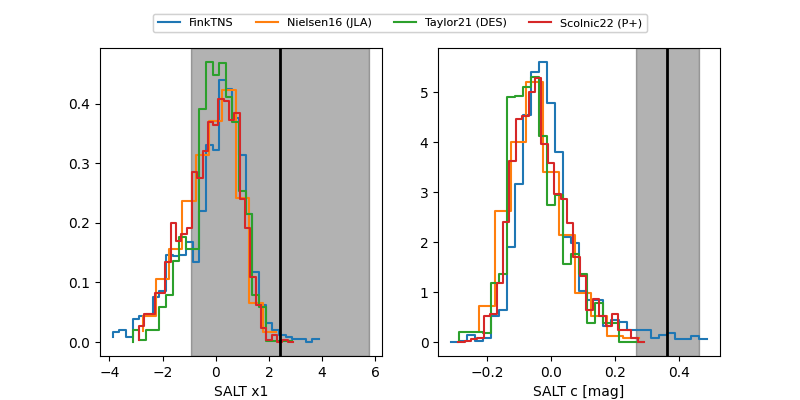 FinkTNS Nielsen16 (JLA) Taylor21 (DES) Scolnic22 (P+)
0.4
0.3
0.2
0.1
0.0
−4 −2 0 2 4 6
SALT x1
5
4
3
2
1
0
−0.2 0.0 0.2 0.4
SALT c [mag]